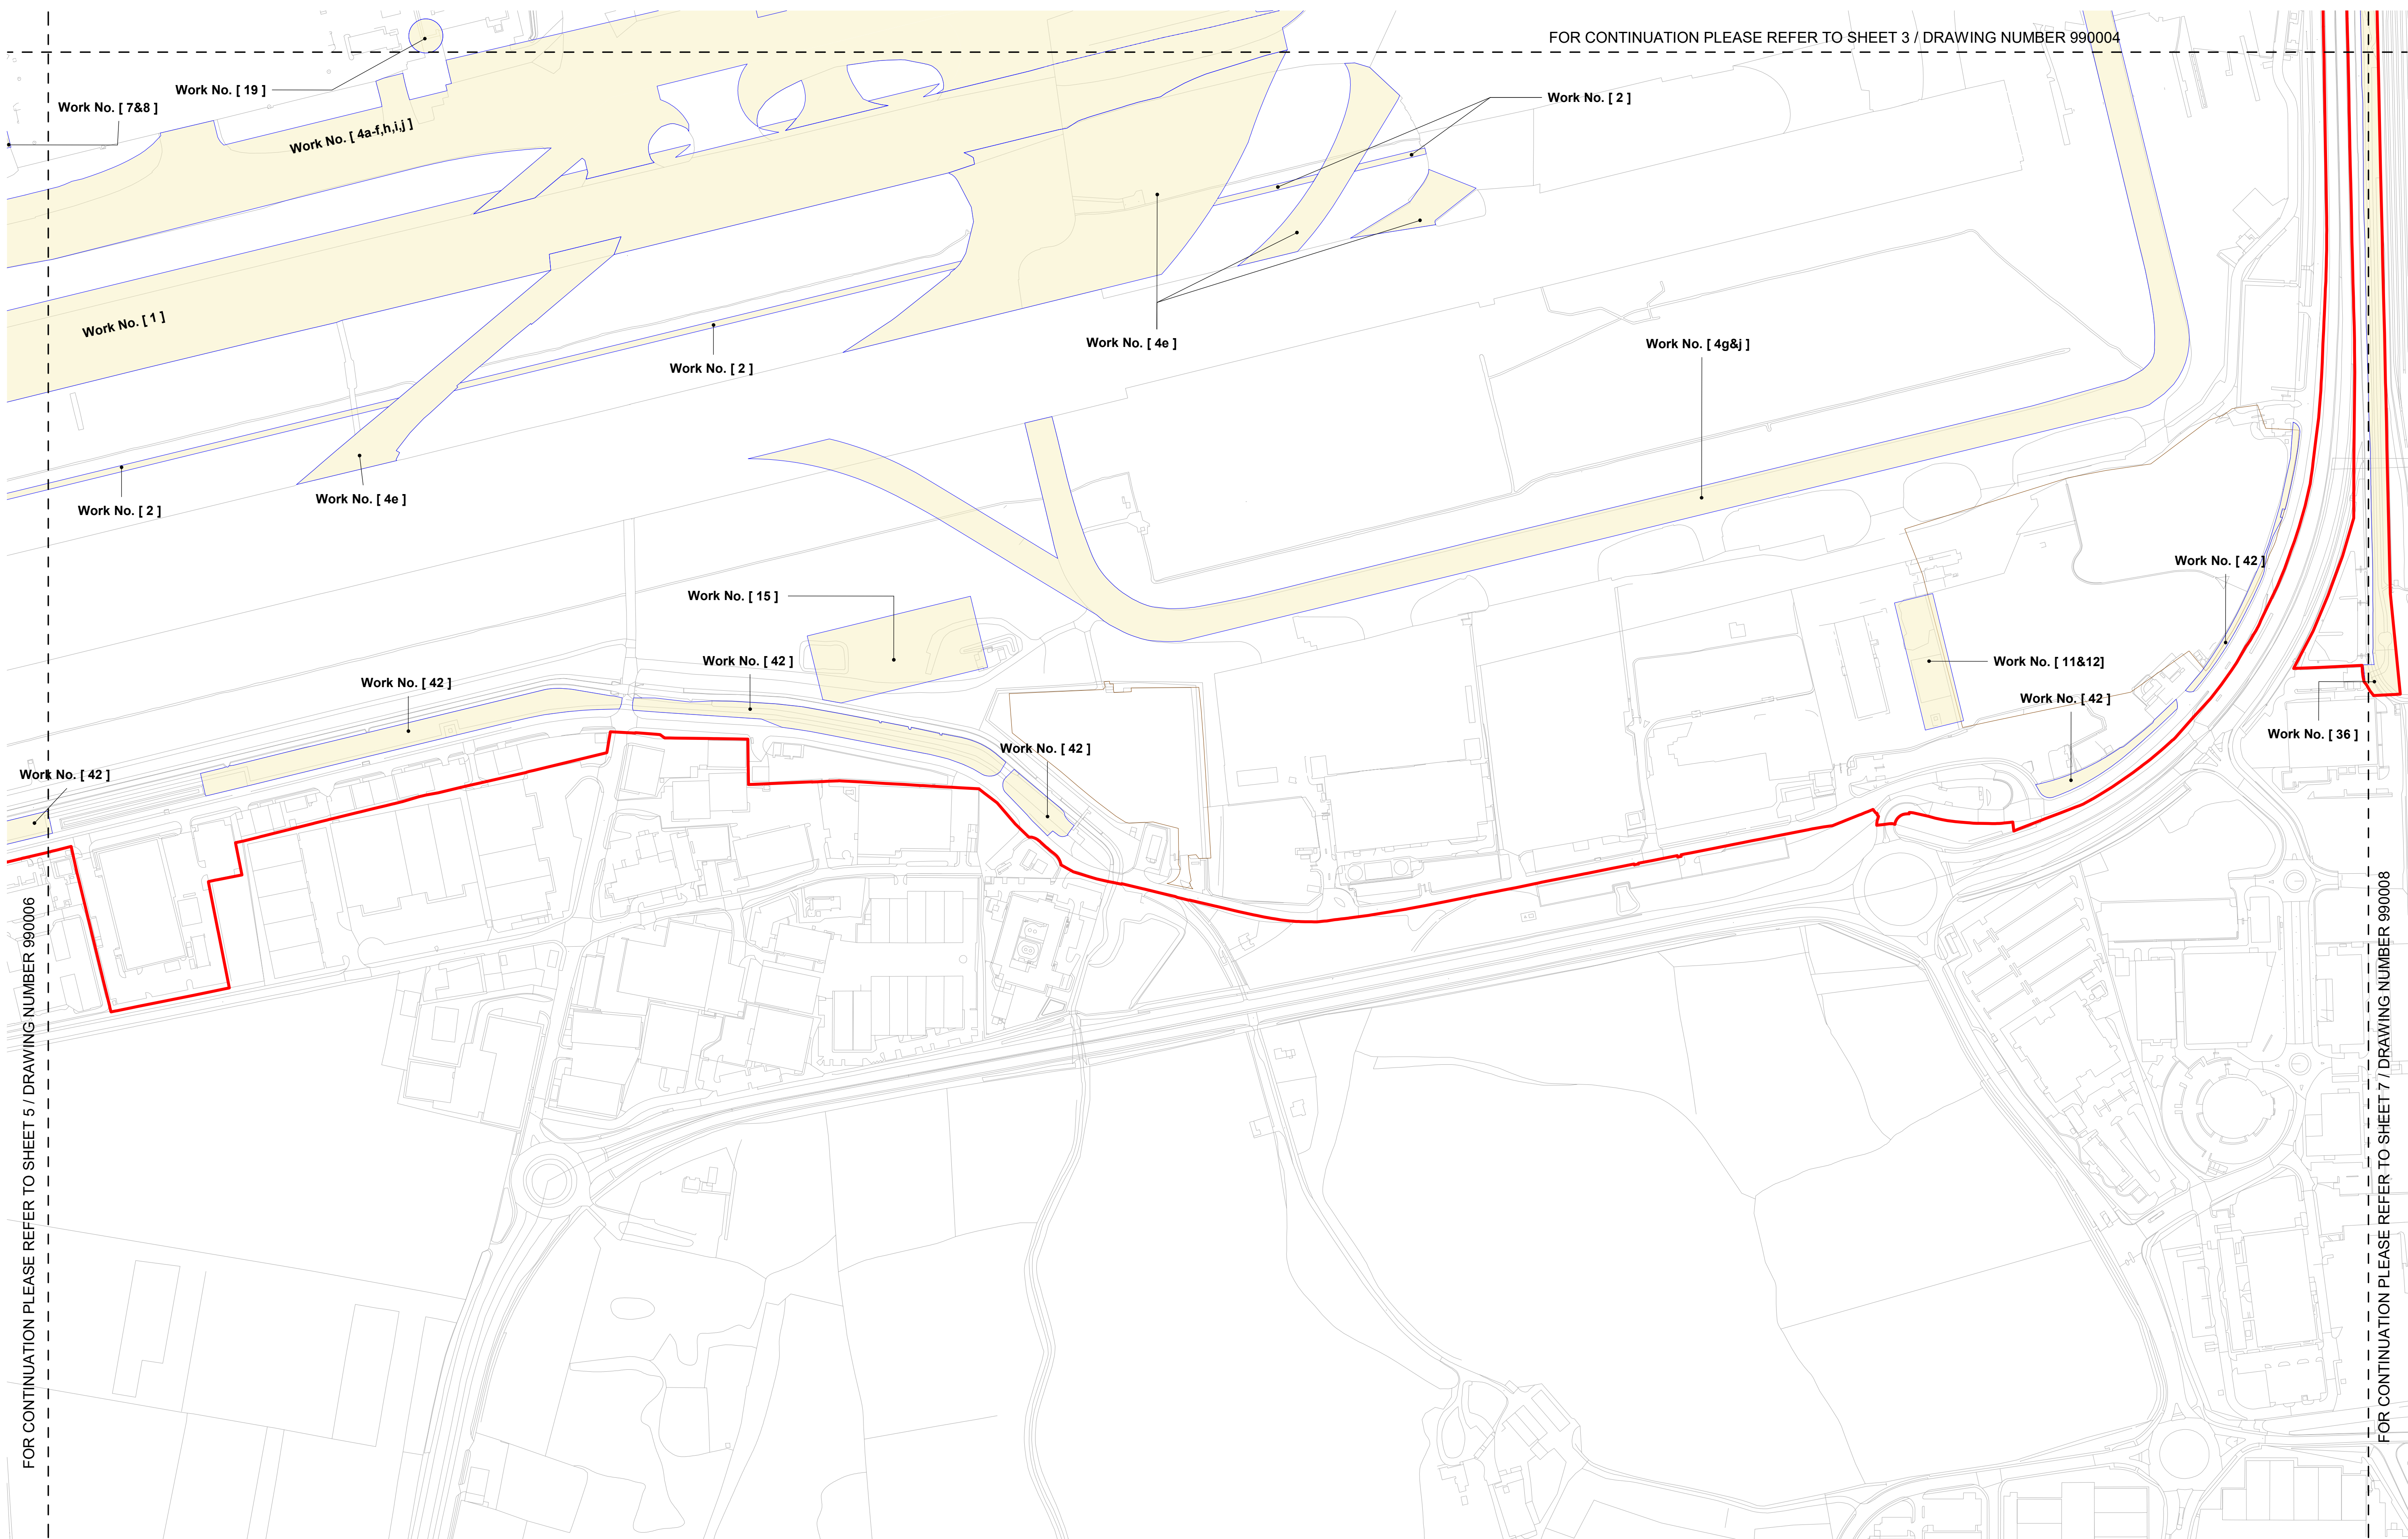 FOR CONTINUATION PLEASE REFER TO SHEET 3 / DRAWING NUMBER 990004
Work No. [ 19 ]
Work No. [ 7&8 ]
Work No. [ 2 ]
Work No. [ 4a-f,h,i,j ]
Work No. [ 1 ]
Work No. [ 4e ]
Work No. [ 4g&j ]
Work No. [ 2 ]
Work No. [ 4e ]
Work No. [ 2 ]
Work No. [ 42 ]
Work No. [ 15 ]
Work No. [ 42 ]
Work No. [ 11&12]
Work No. [ 42 ]
Work No. [ 42 ]
Work No. [ 36 ]
Work No. [ 42 ]
Work No. [ 42 ]
FOR CONTINUATION PLEASE REFER TO SHEET 5 / DRAWING NUMBER 990006
FOR CONTINUATION PLEASE REFER TO SHEET 7 / DRAWING NUMBER 990008